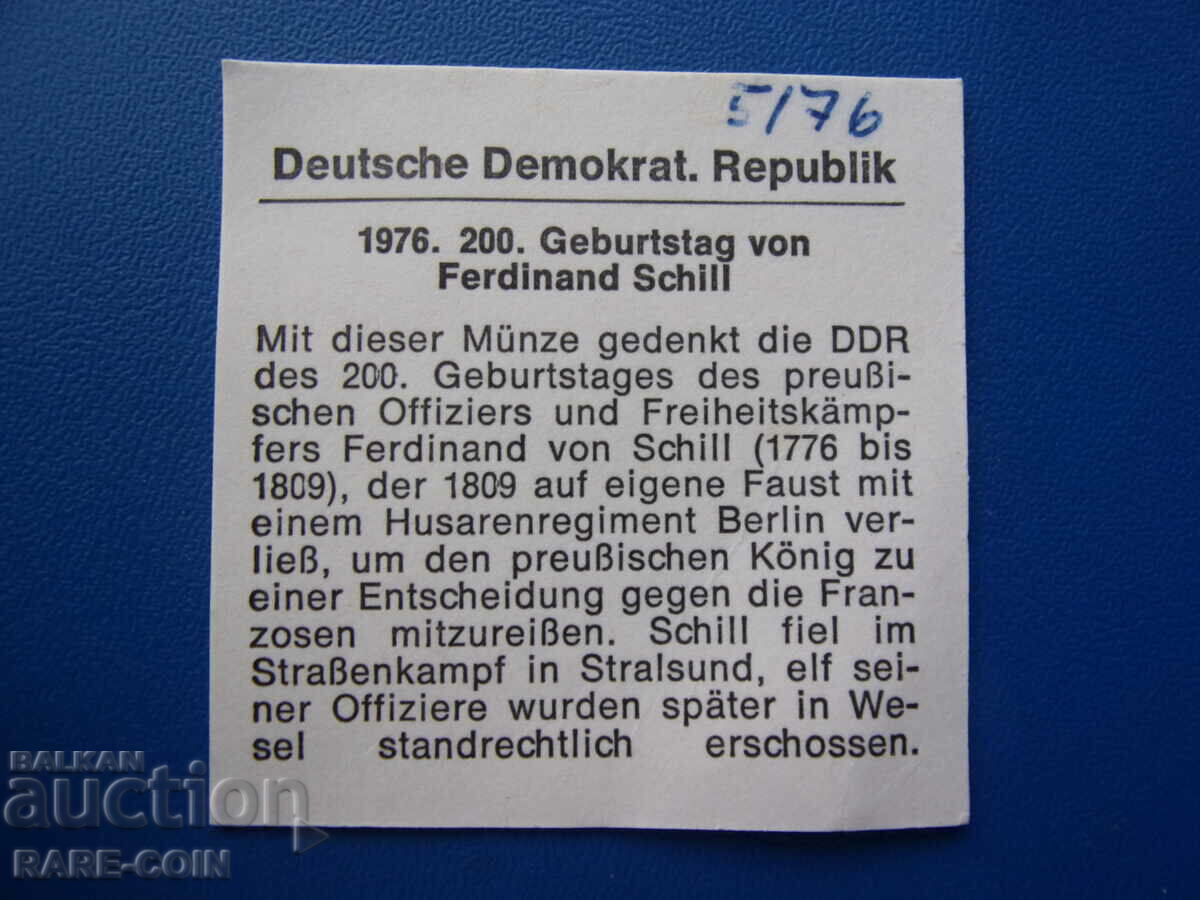 5/76
Deutsche Demokrat. Republik
1976. 200. Geburtstag von
Ferdinand Schill
Mit dieser Münze gedenkt die DDR
des 200. Geburtstages des preußi-
schen Offiziers und Freiheitskämp-
fers Ferdinand von Schill (1776 bis
1809), der 1809 auf eigene Faust mit
einem Husarenregiment Berlin ver-
ließ, um den preußischen König zu
einer Entscheidung gegen die Fran-
zosen mitzureißen. Schill fiel im
Straßenkampf in Stralsund, elf sei-
ner Offiziere wurden später in We-
sel standrechtlich erschossen.
BALKAN
auction
RARE-COIN